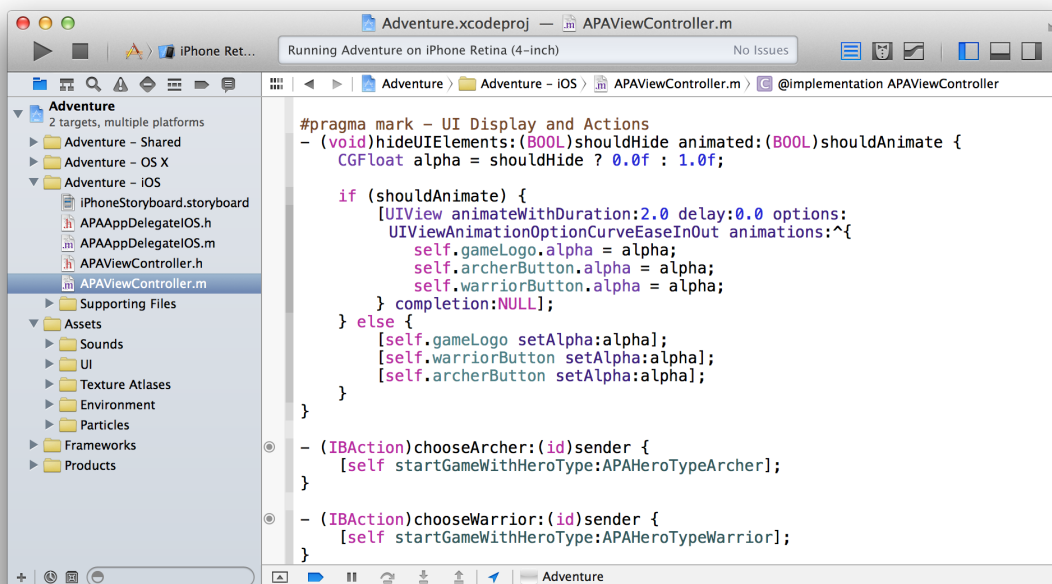 Adventure.xcodeproj — APAViewController.m
iPhone Ret...
Running Adventure on iPhone Retina (4-inch)
No Issues
Adventure
Adventure – iOS
APAViewController.m
@implementation APAViewController
Adventure
2 targets, multiple platforms
Adventure – Shared
Adventure – OS X
Adventure – iOS
iPhoneStoryboard.storyboard
APAAppDelegateIOS.h
APAAppDelegateIOS.m
APAViewController.h
APAViewController.m
Supporting Files
Assets
Sounds
UI
Texture Atlases
Environment
Particles
Frameworks
Products
#pragma mark – UI Display and Actions
– (void)hideUIElements:(BOOL)shouldHide animated:(BOOL)shouldAnimate {
CGFloat alpha = shouldHide ? 0.0f : 1.0f;
if (shouldAnimate) {
[UIView animateWithDuration:2.0 delay:0.0 options:
UIViewAnimationOptionCurveEaseInOut animations:^{
self.gameLogo.alpha = alpha;
self.archerButton.alpha = alpha;
self.warriorButton.alpha = alpha;
} completion:NULL];
} else {
[self.gameLogo setAlpha:alpha];
[self.warriorButton setAlpha:alpha];
[self.archerButton setAlpha:alpha];
}
}
– (IBAction)chooseArcher:(id)sender {
[self startGameWithHeroType:APAHeroTypeArcher];
}
– (IBAction)chooseWarrior:(id)sender {
[self startGameWithHeroType:APAHeroTypeWarrior];
}
Adventure